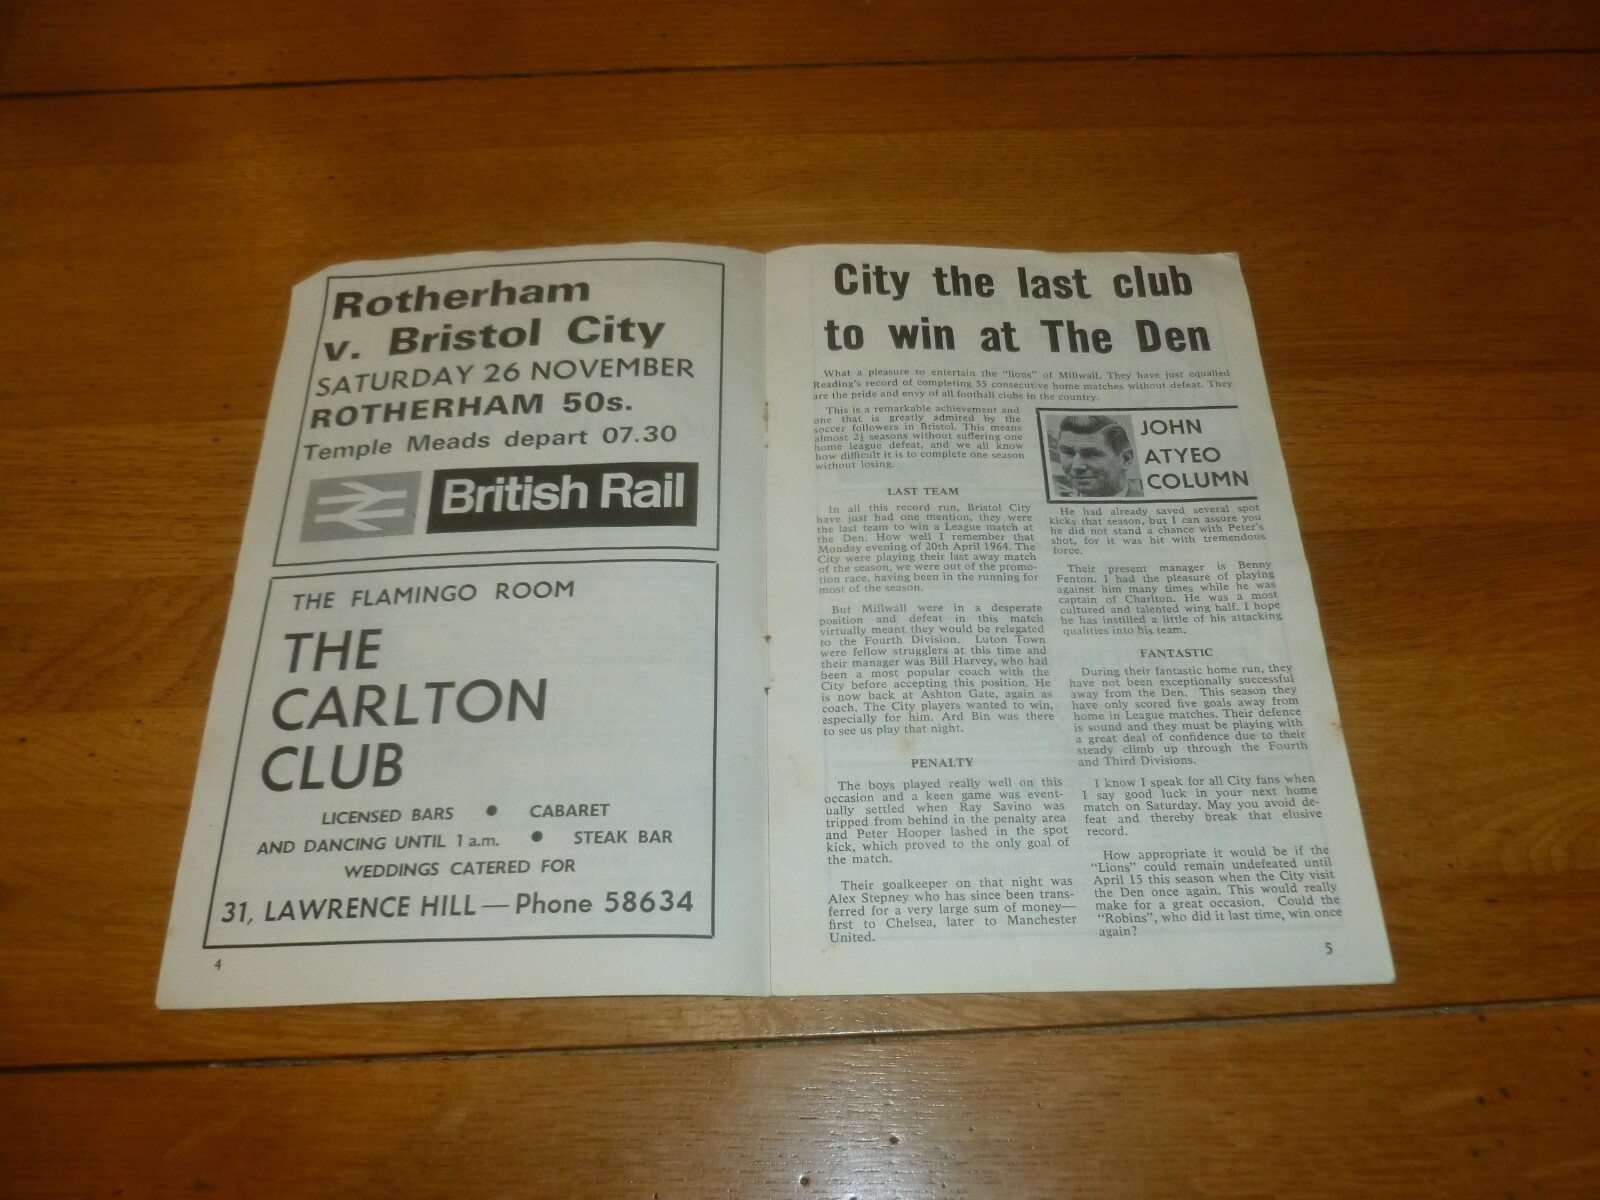 Rotherham
v. Bristol City
SATURDAY 26 NOVEMBER
ROTHERHAM 50s.
Temple Meads depart 07.30
British Rail
THE FLAMINGO ROOM
THE
CARLTON
CLUB
LICENSED BARS • CABARET
AND DANCING UNTIL 1 a.m. • STEAK BAR
WEDDINGS CATERED FOR
31, LAWRENCE HILL — Phone 58634
4
City the last club
to win at The Den
What a pleasure to entertain the "lions" of Millwall. They have just equalled
Reading's record of completing 55 consecutive home matches without defeat. They
are the pride and envy of all football clubs in the country.
This is a remarkable achievement and
one that is greatly admired by the
soccer followers in Bristol. This means
almost 2½ seasons without suffering one
home league defeat, and we all know
how difficult it is to complete one season
without losing.
LAST TEAM
In all this record run, Bristol City
have just had one mention, they were
the last team to win a League match at
the Den. How well I remember that
Monday evening of 20th April 1964. The
City were playing their last away match
of the season, we were out of the promo-
tion race, having been in the running for
most of the season.
But Millwall were in a desperate
position and defeat in this match
virtually meant they would be relegated
to the Fourth Division. Luton Town
were fellow strugglers at this time and
their manager was Bill Harvey, who had
been a most popular coach with the
City before accepting this position. He
is now back at Ashton Gate, again as
coach. The City players wanted to win,
especially for him. Ard Bin was there
to see us play that night.
PENALTY
The boys played really well on this
occasion and a keen game was event-
ually settled when Ray Savino was
tripped from behind in the penalty area
and Peter Hooper lashed in the spot
kick, which proved to the only goal of
the match.
Their goalkeeper on that night was
Alex Stepney who has since been trans-
ferred for a very large sum of money—
first to Chelsea, later to Manchester
United.
JOHN
ATYEO
COLUMN
He had already saved several spot
kicks that season, but I can assure you
he did not stand a chance with Peter's
shot, for it was hit with tremendous
force.
Their present manager is Benny
Fenton. I had the pleasure of playing
against him many times while he was
captain of Charlton. He was a most
cultured and talented wing half. I hope
he has instilled a little of his attacking
qualities into his team.
FANTASTIC
During their fantastic home run, they
have not been exceptionally successful
away from the Den. This season they
have only scored five goals away from
home in League matches. Their defence
is sound and they must be playing with
a great deal of confidence due to their
steady climb up through the Fourth
and Third Divisions.
I know I speak for all City fans when
I say good luck in your next home
match on Saturday. May you avoid de-
feat and thereby break that elusive
record.
How appropriate it would be if the
"Lions" could remain undefeated until
April 15 this season when the City visit
the Den once again. This would really
make for a great occasion. Could the
"Robins", who did it last time, win once
again?
5